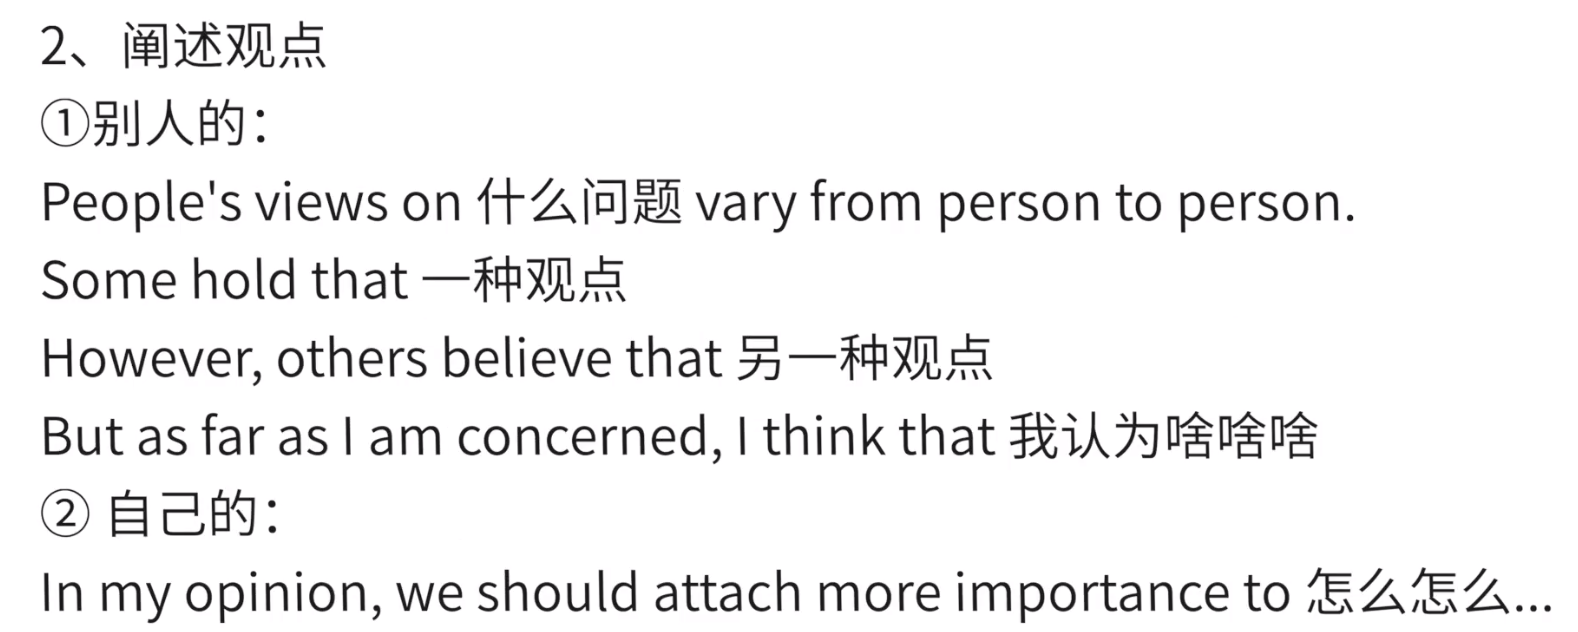 2、阐述观点
①别人的：
People's views on 什么问题 vary from person to person.
Some hold that 一种观点
However, others believe that 另一种观点
But as far as I am concerned, I think that 我认为啥啥啥
② 自己的：
In my opinion, we should attach more importance to 怎么怎么...